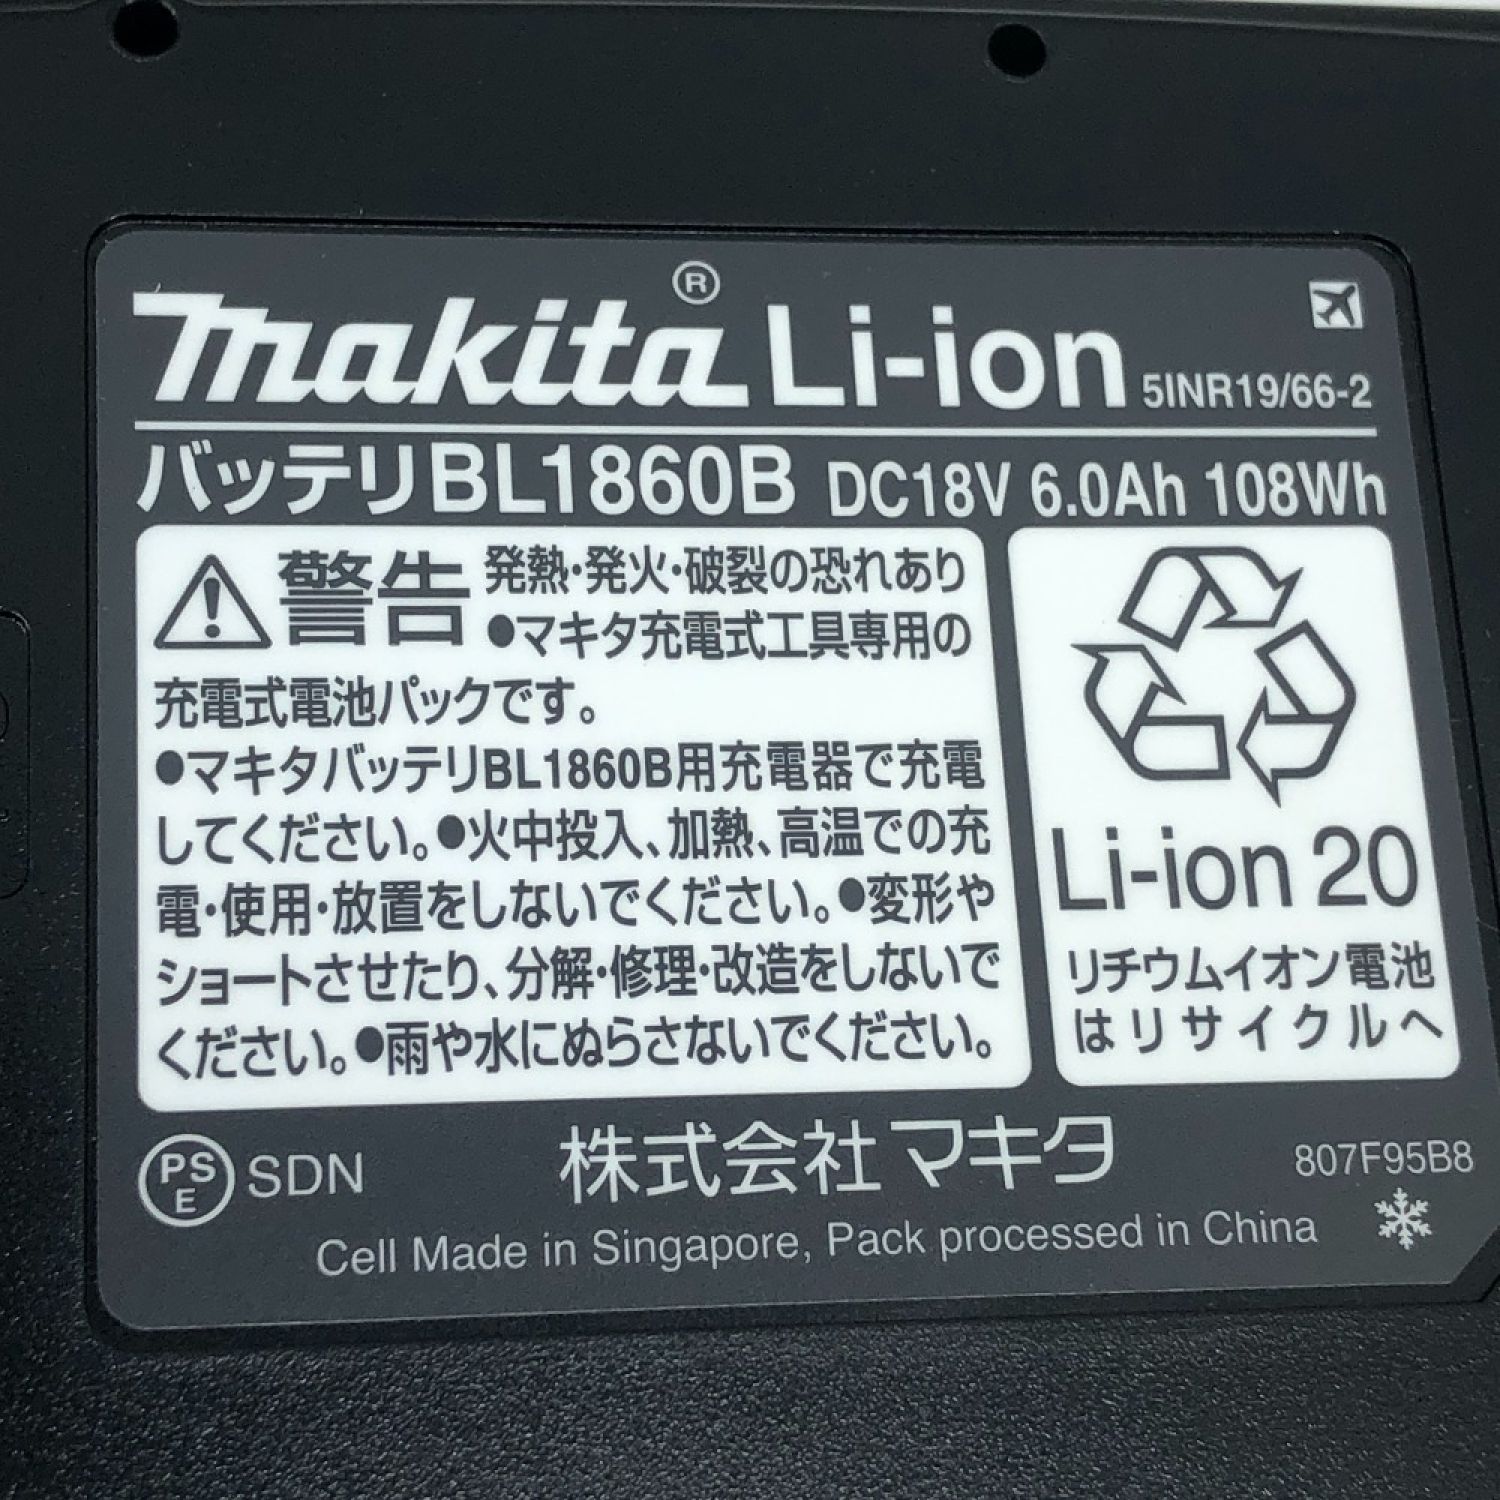 makita® Li-ion 5INR19/66-2
バッテリBL1860B DC18V 6.0Ah 108Wh
警告 発熱・発火・破裂の恐れあり
●マキタ充電式工具専用の
充電式電池パックです。
●マキタバッテリBL1860B用充電器で充電
してください。●火中投入、加熱、高温での充
電・使用・放置をしないでください。●変形や
ショートさせたり、分解・修理・改造をしないで
ください。●雨や水にぬらさないでください。
Li-ion 20
リチウムイオン電池
はリサイクルへ
PS
E
SDN
株式会社マキタ
807F95B8
Cell Made in Singapore, Pack processed in China